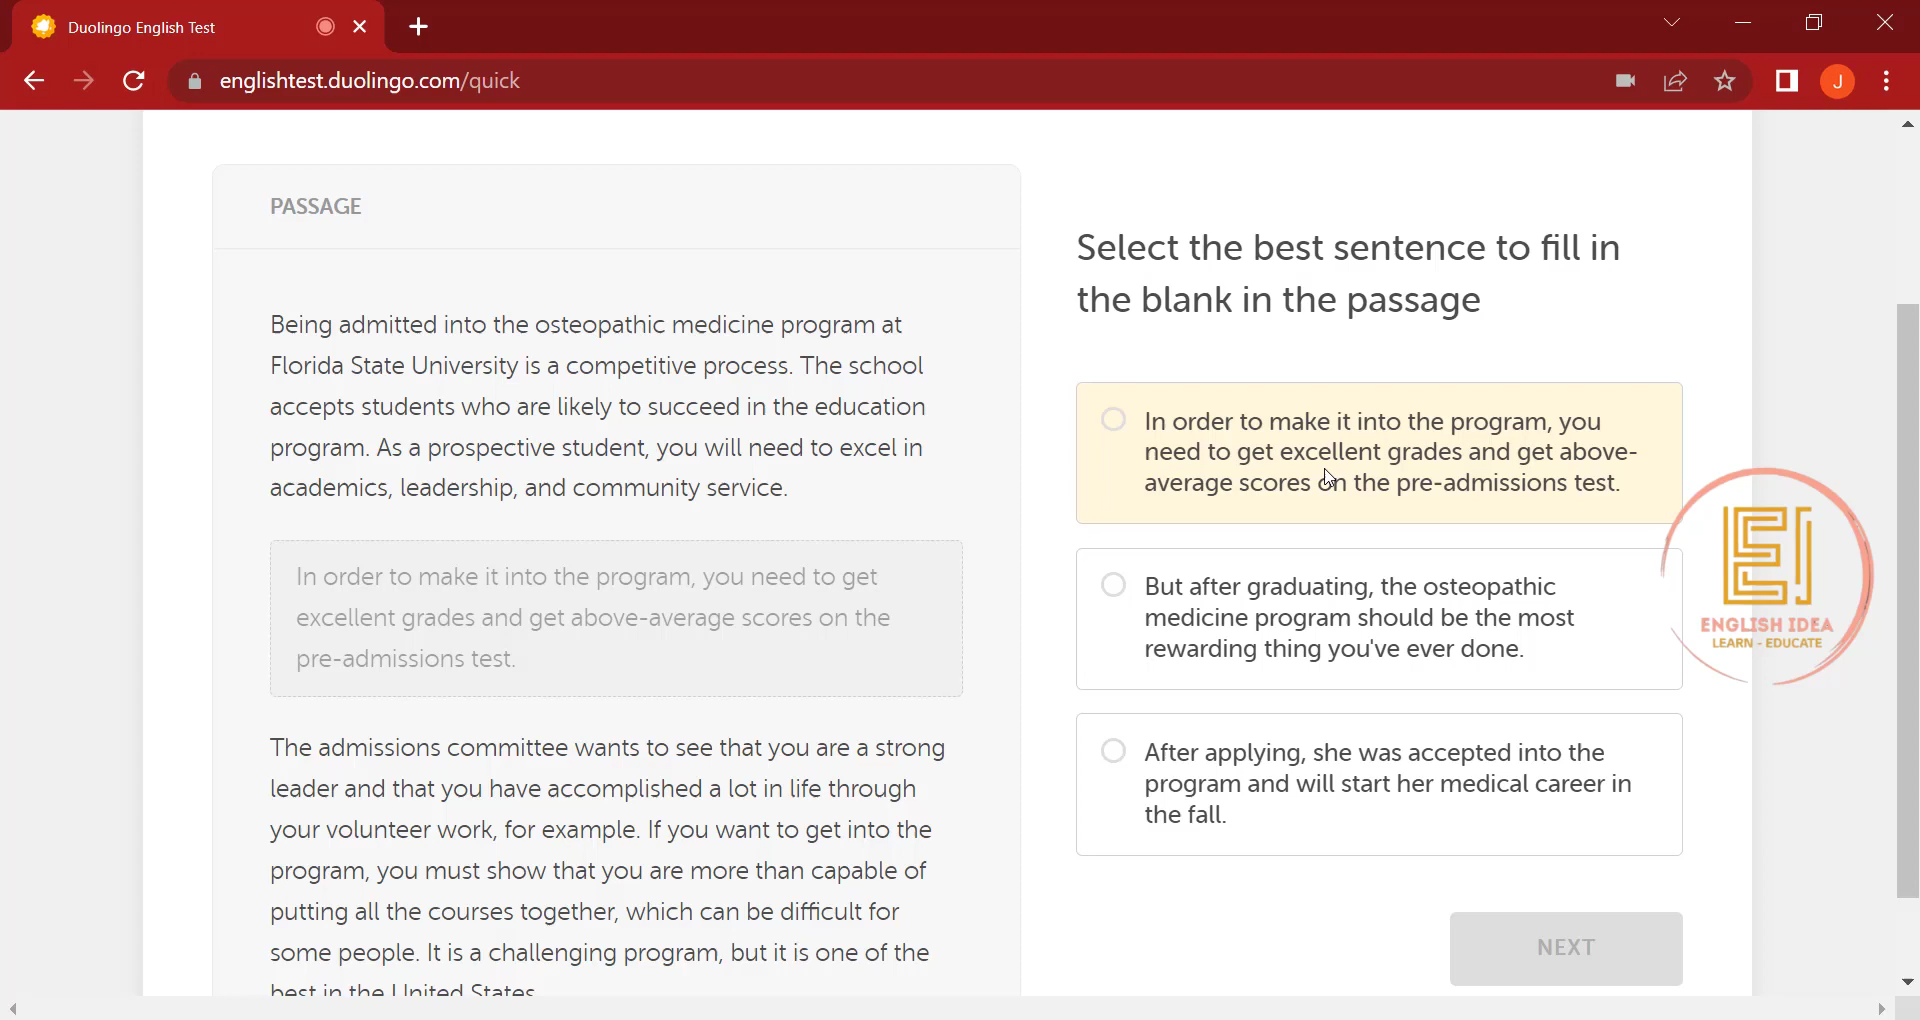 Duolingo English Test
englishtest.duolingo.com/quick
J
PASSAGE
Being admitted into the osteopathic medicine program at
Florida State University is a competitive process. The school
accepts students who are likely to succeed in the education
program. As a prospective student, you will need to excel in
academics, leadership, and community service.
In order to make it into the program, you need to get
excellent grades and get above-average scores on the
pre-admissions test.
The admissions committee wants to see that you are a strong
leader and that you have accomplished a lot in life through
your volunteer work, for example. If you want to get into the
program, you must show that you are more than capable of
putting all the courses together, which can be difficult for
some people. It is a challenging program, but it is one of the
best in the United States.
Select the best sentence to fill in
the blank in the passage
In order to make it into the program, you
need to get excellent grades and get above-
average scores on the pre-admissions test.
But after graduating, the osteopathic
medicine program should be the most
rewarding thing you've ever done.
After applying, she was accepted into the
program and will start her medical career in
the fall.
NEXT
EI
ENGLISH IDEA
LEARN - EDUCATE